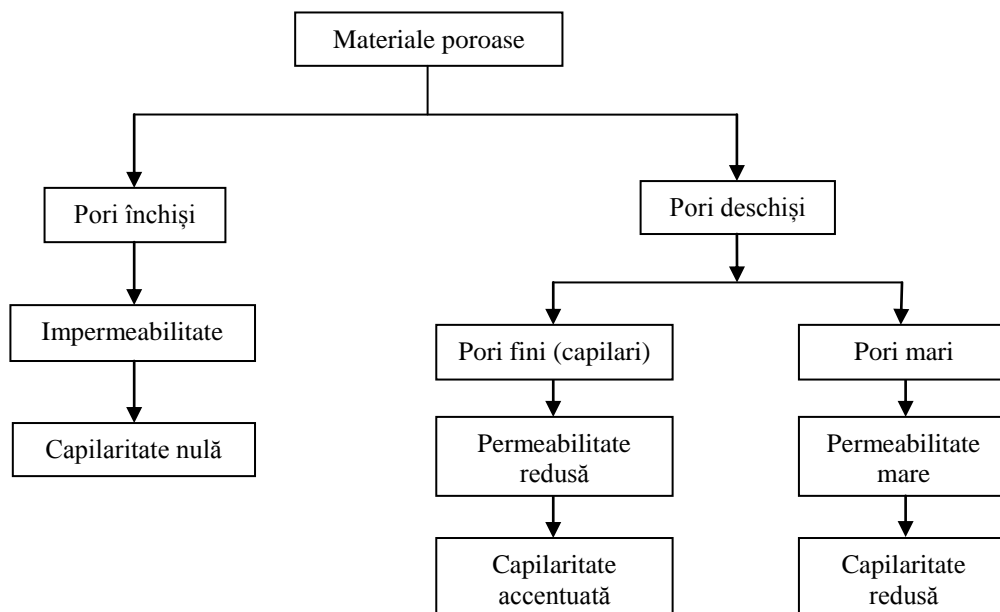 Materiale poroase
Pori închiși
Pori deschiși
Impermeabilitate
Pori fini (capilari)
Pori mari
Capilaritate nulă
Permeabilitate
redusă
Permeabilitate
mare
Capilaritate
accentuată
Capilaritate
redusă